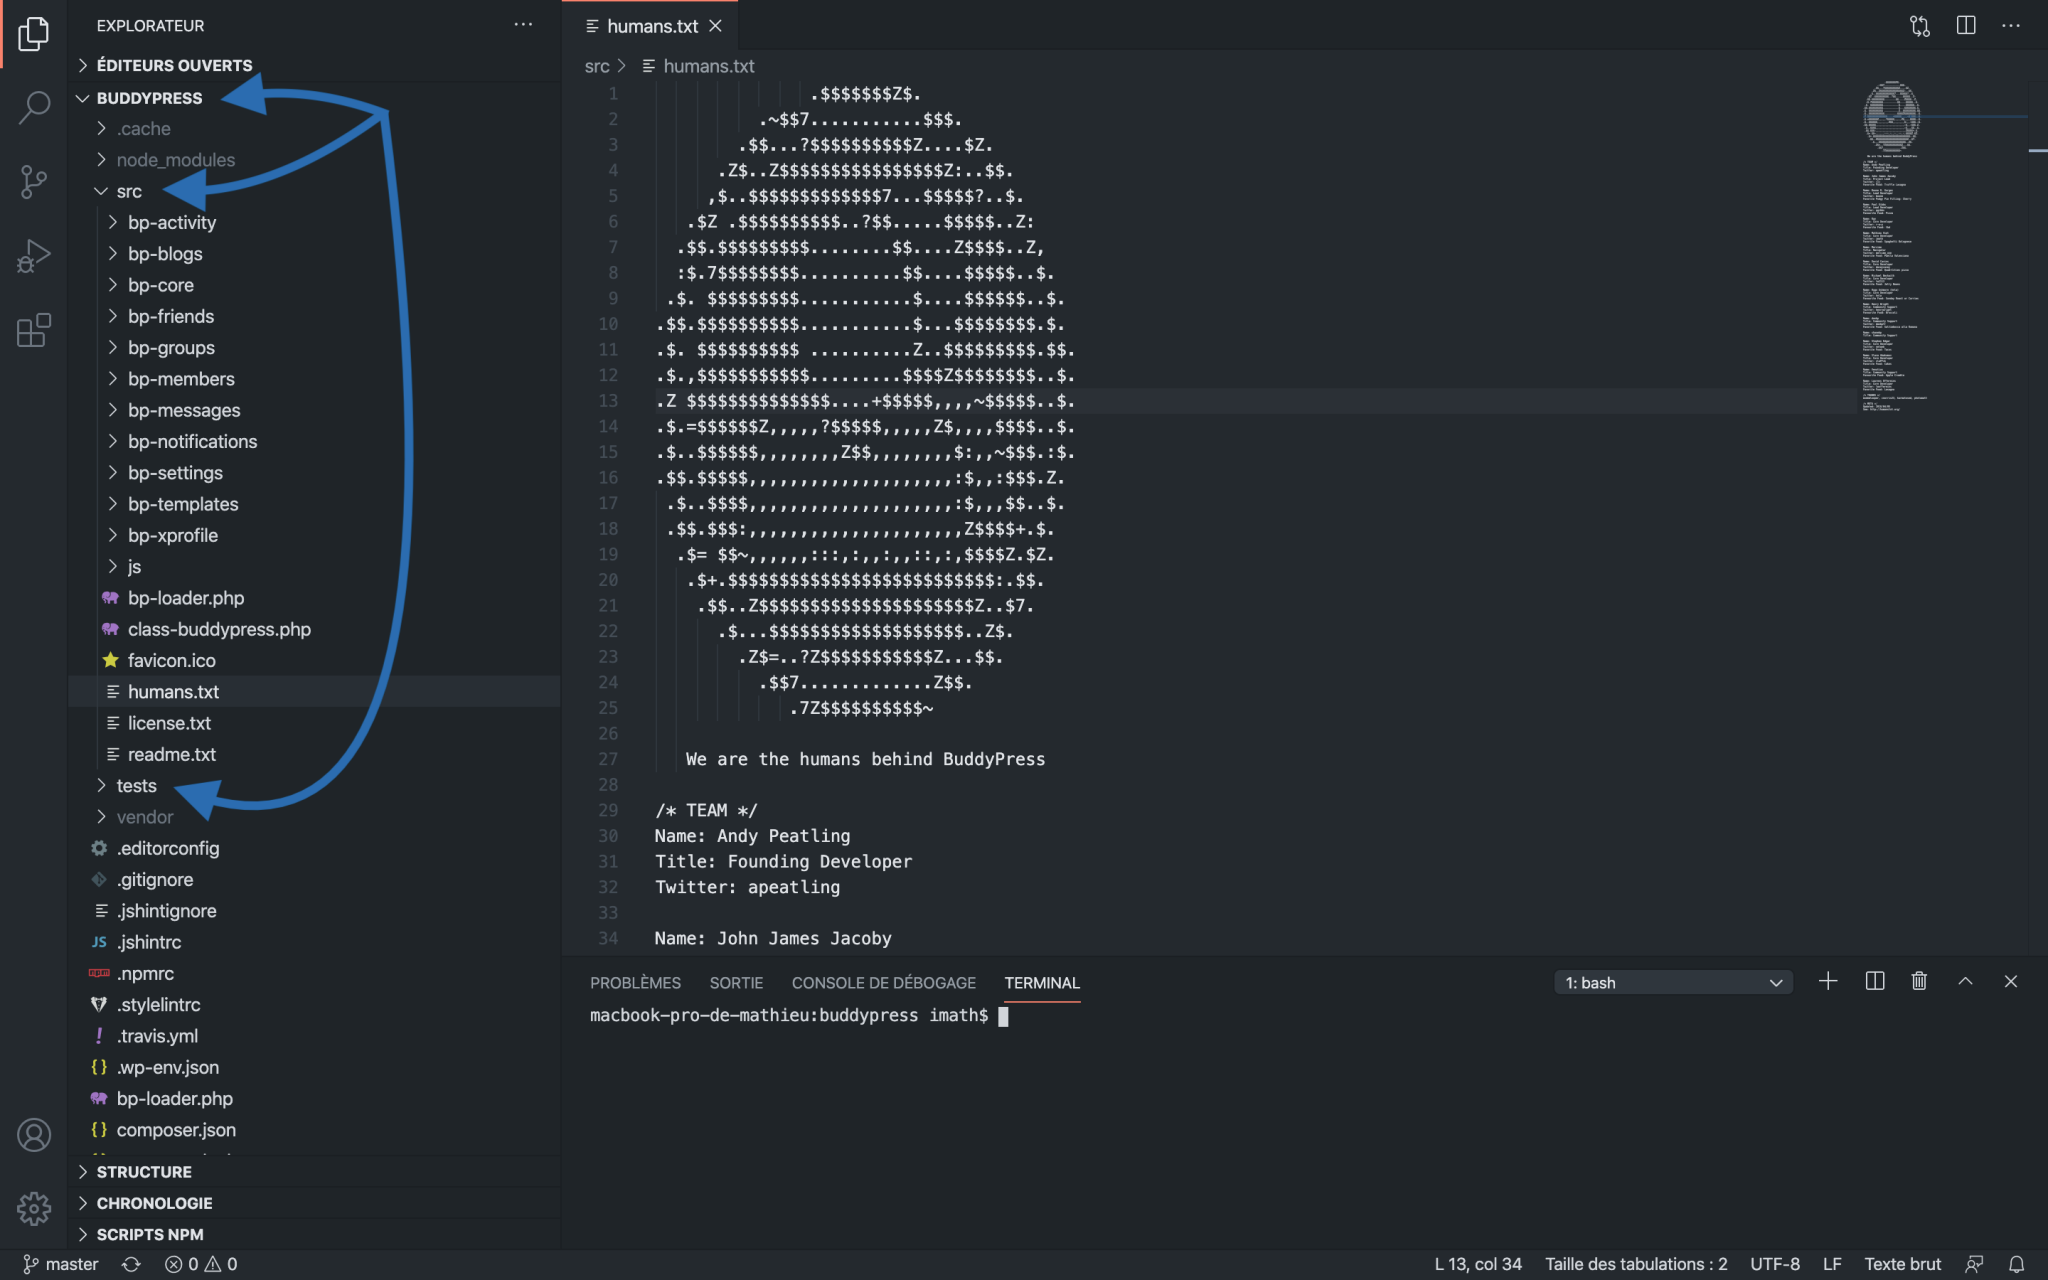 EXPLORATEUR
ÉDITEURS OUVERTS
BUDDYPRESS
.cache
node_modules
src
bp-activity
bp-blogs
bp-core
bp-friends
bp-groups
bp-members
bp-messages
bp-notifications
bp-settings
bp-templates
bp-xprofile
js
bp-loader.php
class-buddypress.php
favicon.ico
humans.txt
license.txt
readme.txt
tests
vendor
.editorconfig
.gitignore
.jshintignore
JS .jshintrc
.npmrc
.stylelintrc
! .travis.yml
{} .wp-env.json
bp-loader.php
{} composer.json
STRUCTURE
CHRONOLOGIE
SCRIPTS NPM
humans.txt
src > humans.txt
1 .$$$$$$$Z$.
2 .~$$7...........$$$.
3 .$$...?$$$$$$$$$$Z....$Z.
4 .Z$..Z$$$$$$$$$$$$$$$$Z:..$$.
5 ,$..$$$$$$$$$$$$$7...$$$$$?..$.
6 .$Z .$$$$$$$$$$..?$$.....$$$$$..Z:
7 .$$.$$$$$$$$$........$$....Z$$$$..Z,
8 :$.7$$$$$$$$..........$$....$$$$$..$.
9 .$. $$$$$$$$$...........$....$$$$$$..$.
10 .$$.$$$$$$$$$$...........$...$$$$$$$$.$.
11 .$. $$$$$$$$$$ ..........Z..$$$$$$$$$.$$.
12 .$.,$$$$$$$$$$$.........$$$$Z$$$$$$$$..$.
13 .Z $$$$$$$$$$$$$$....+$$$$$,,,,~$$$$$..$.
14 .$.=$$$$$$Z,,,,,?$$$$$,,,,,Z$,,,,$$$$..$.
15 .$..$$$$$$,,,,,,,,Z$$,,,,,,,,$:,,~$$$.:$.
16 .$$.$$$$$,,,,,,,,,,,,,,,,,,,,:$,,:$$$.Z.
17 .$..$$$$,,,,,,,,,,,,,,,,,,,,:$,,,$$..$.
18 .$$.$$$:,,,,,,,,,,,,,,,,,,,,,Z$$$$+.$.
19 .$= $$~,,,,,,:::,:,,:,,::,:,$$$$Z.$Z.
20 .$+.$$$$$$$$$$$$$$$$$$$$$$$$$$:.$$.
21 .$$..Z$$$$$$$$$$$$$$$$$$$$$Z..$7.
22 .$...$$$$$$$$$$$$$$$$$$$..Z$.
23 .Z$=..?Z$$$$$$$$$$$Z...$$.
24 .$$7.............Z$$.
25 .7Z$$$$$$$$$$~
26
27 We are the humans behind BuddyPress
28
29 /* TEAM */
30 Name: Andy Peatling
31 Title: Founding Developer
32 Twitter: apeatling
33
34 Name: John James Jacoby
PROBLÈMES SORTIE CONSOLE DE DÉBOGAGE TERMINAL
1: bash
macbook-pro-de-mathieu:buddypress imath$
master 0 0 L 13, col 34 Taille des tabulations : 2 UTF-8 LF Texte brut